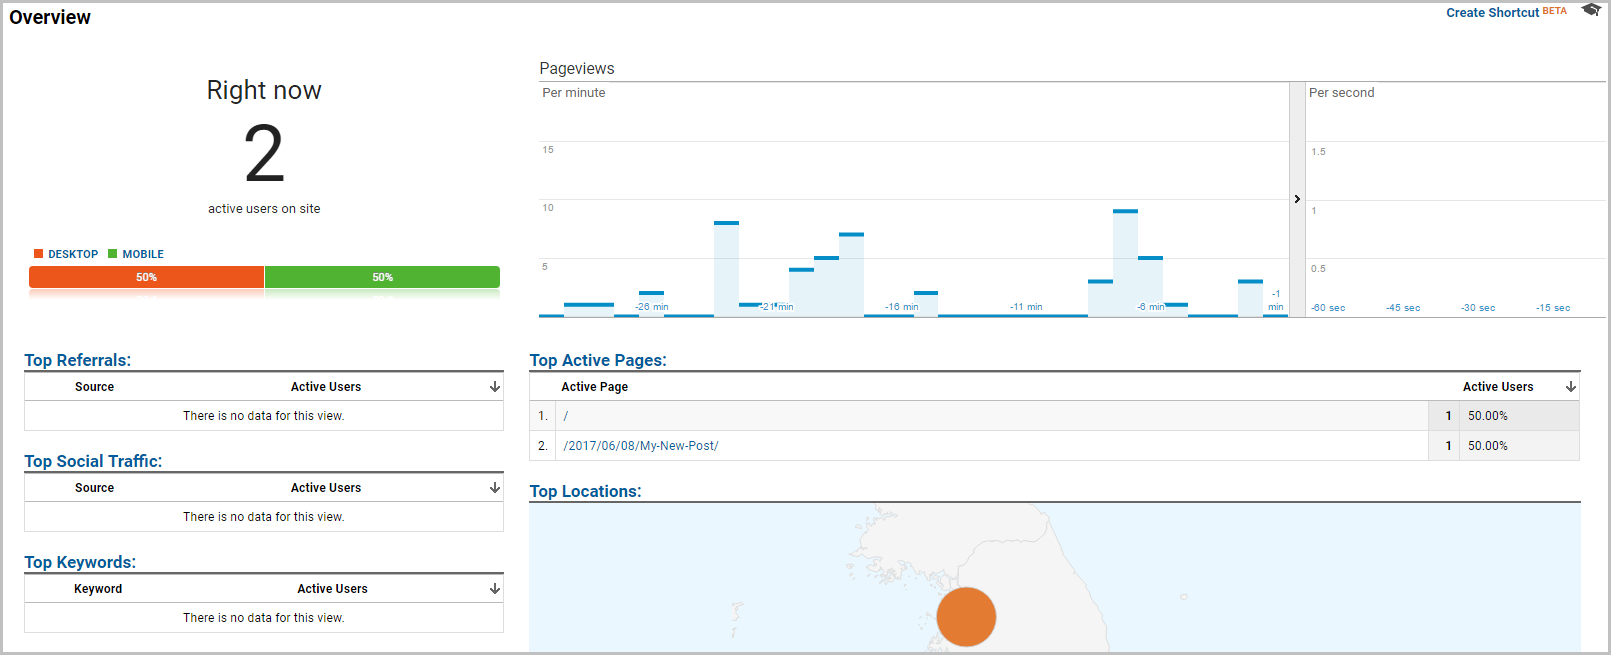 Overview
Create Shortcut BETA
Right now
2
active users on site
DESKTOP MOBILE
50% 50%
Pageviews
Per minute
15
10
5
-26 min -21 min -16 min -11 min -6 min -1 min
Per second
1.5
1
0.5
-60 sec -45 sec -30 sec -15 sec
Top Referrals:
Source Active Users
There is no data for this view.
Top Social Traffic:
Source Active Users
There is no data for this view.
Top Keywords:
Keyword Active Users
There is no data for this view.
Top Active Pages:
Active Page Active Users
1. / 1 50.00%
2. /2017/06/08/My-New-Post/ 1 50.00%
Top Locations: